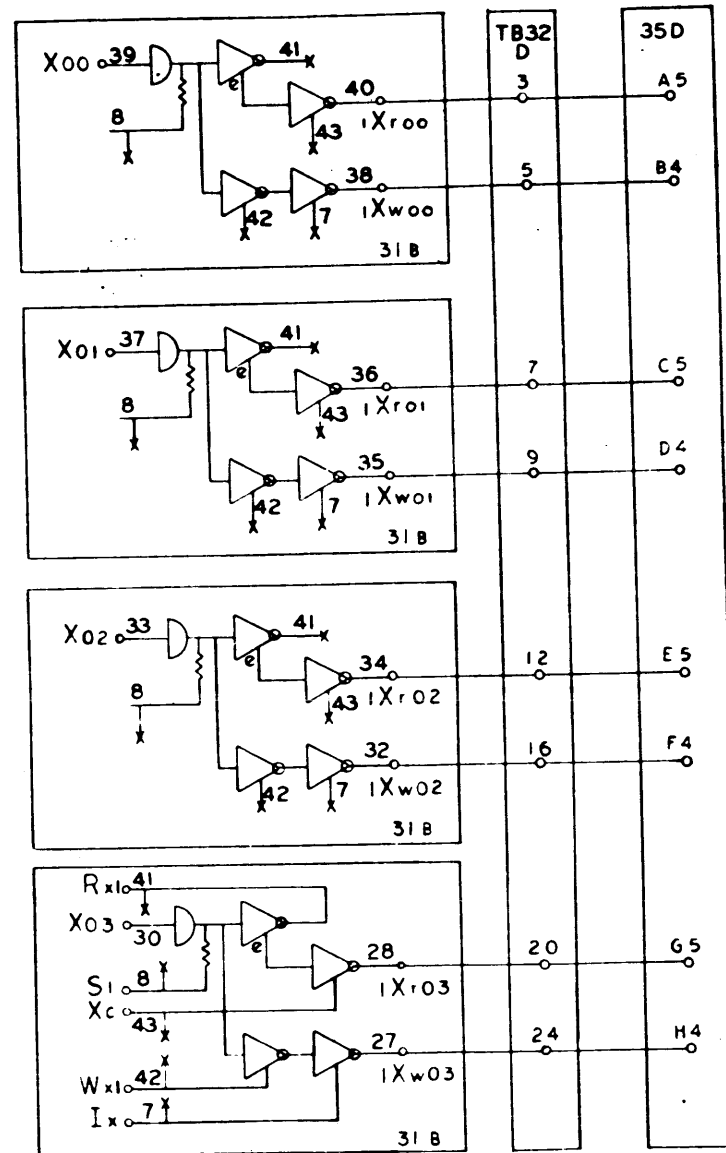 TB32
D
35D
X00 39 41
e
8
40 3 A5
43 1Xr00
38 5 B4
42 7 1Xw00
31B
X01 37 41
e
8
36 7 C5
43 1Xr01
35 9 D4
42 7 1Xw01
31B
X02 33 41
e
8
34 12 E5
43 1Xr02
32 16 F4
42 7 1Xw02
31B
Rx1 41
X03 30
e
28 20 G5
S1 8
1Xr03
Xc 43
27 24 H4
1Xw03
Wx1 42
Ix 7
31B